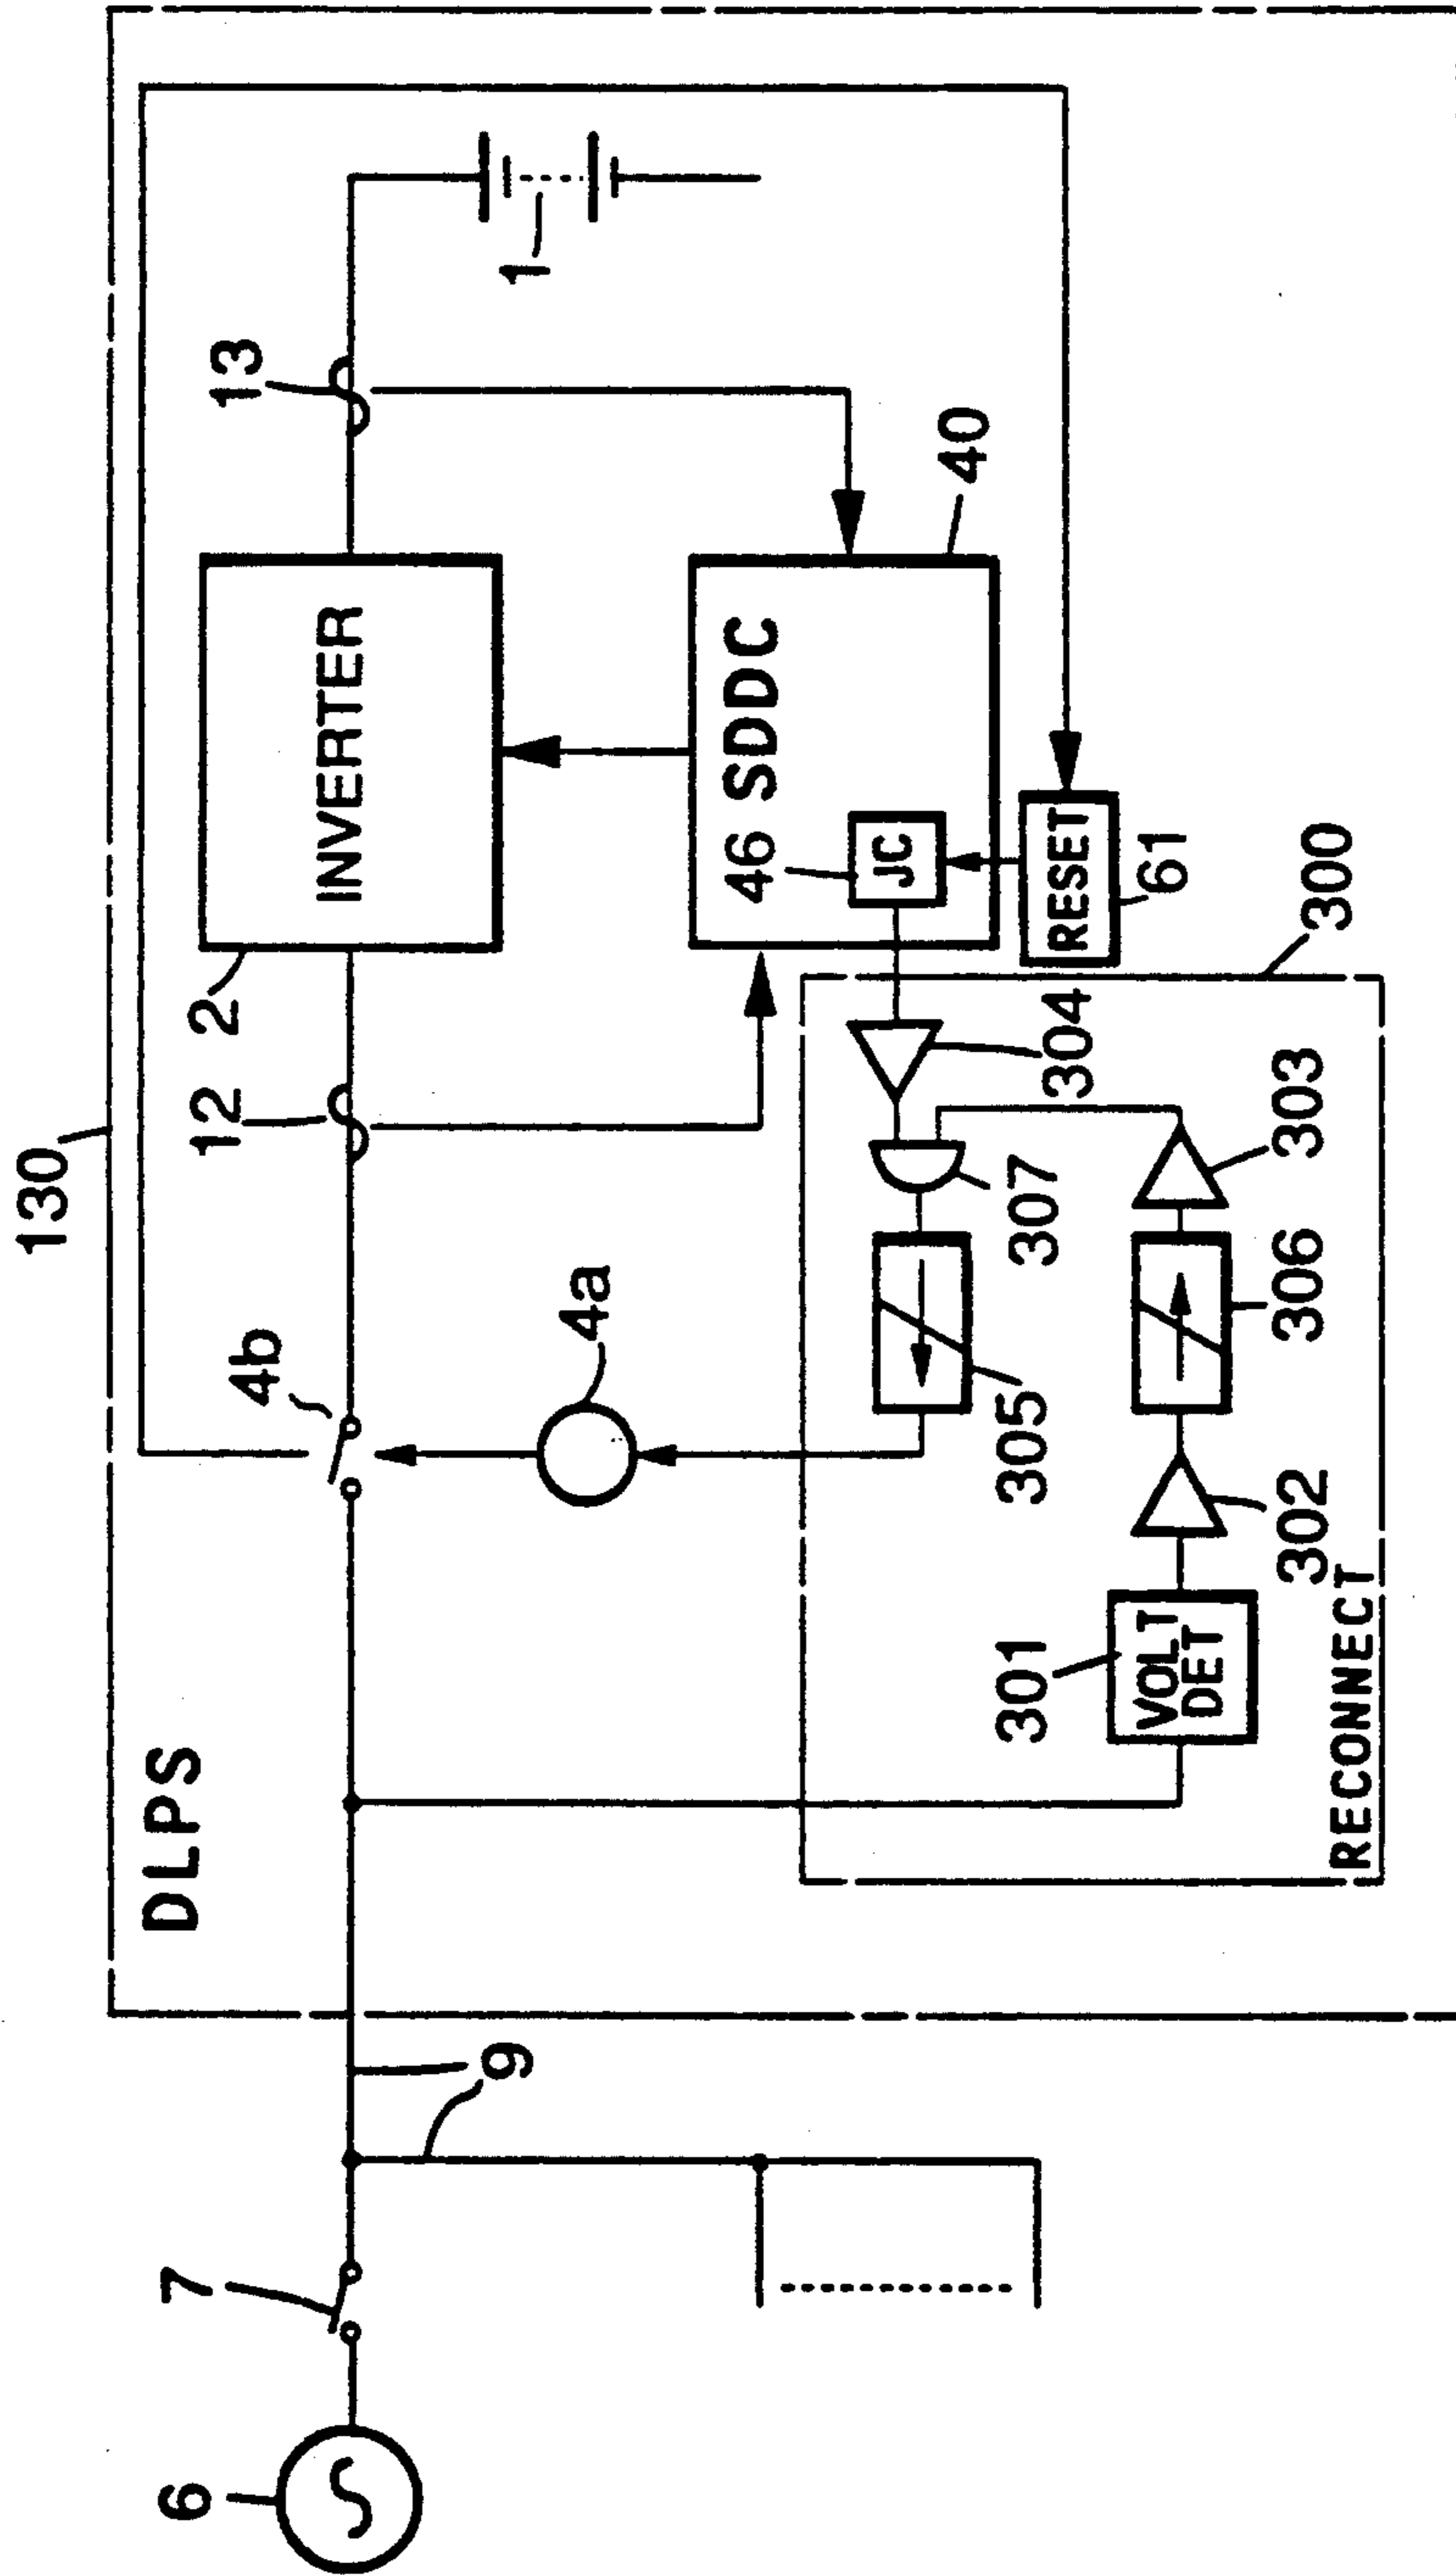 130
DLPS
4b
12
2
INVERTER
13
1
6
7
9
4a
46
SDDC
JC
40
RESET
61
300
304
307
305
301
VOLT
DET
302
306
303
RECONNECT